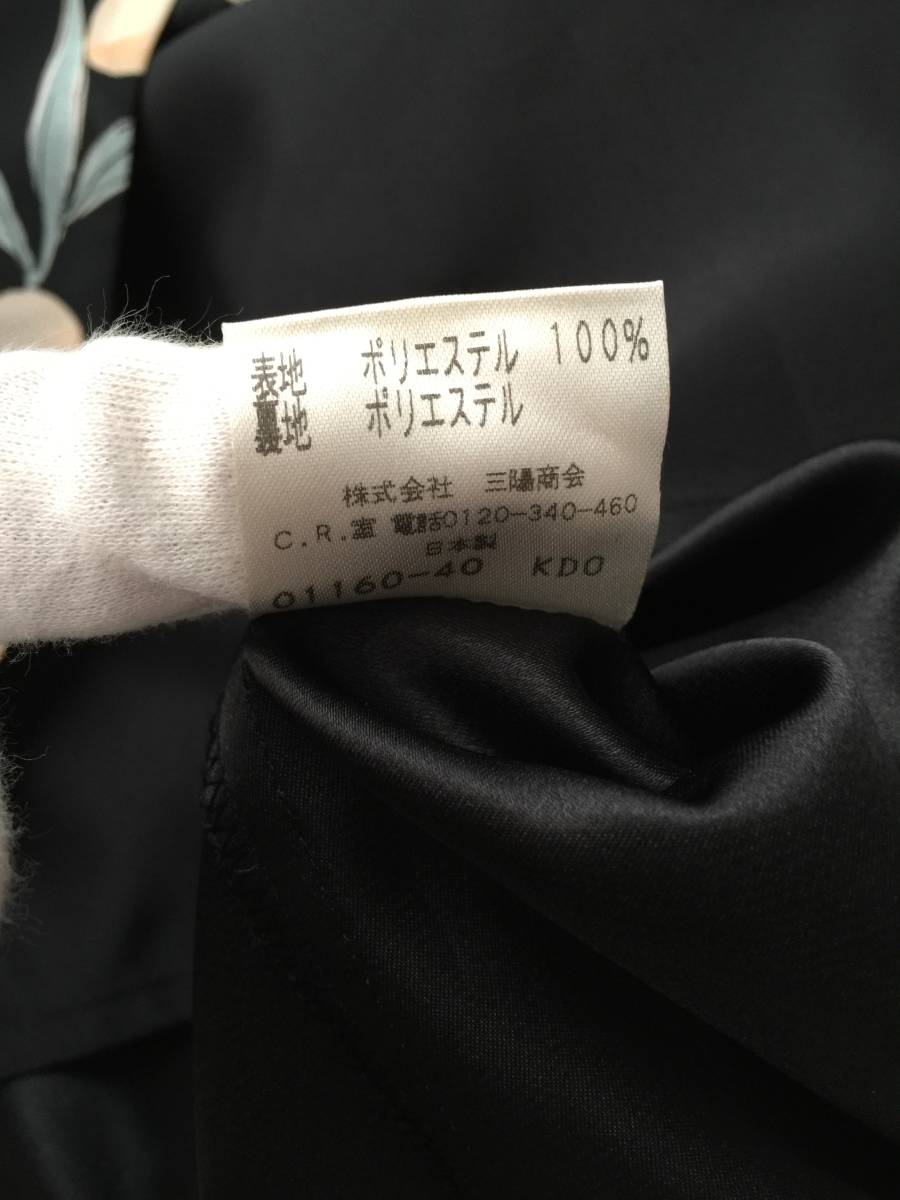 表地 ポリエステル 100%
裏地 ポリエステル
株式会社 三陽商会
C.R.室 電話0120-340-460
日本製
01160-40 KDO